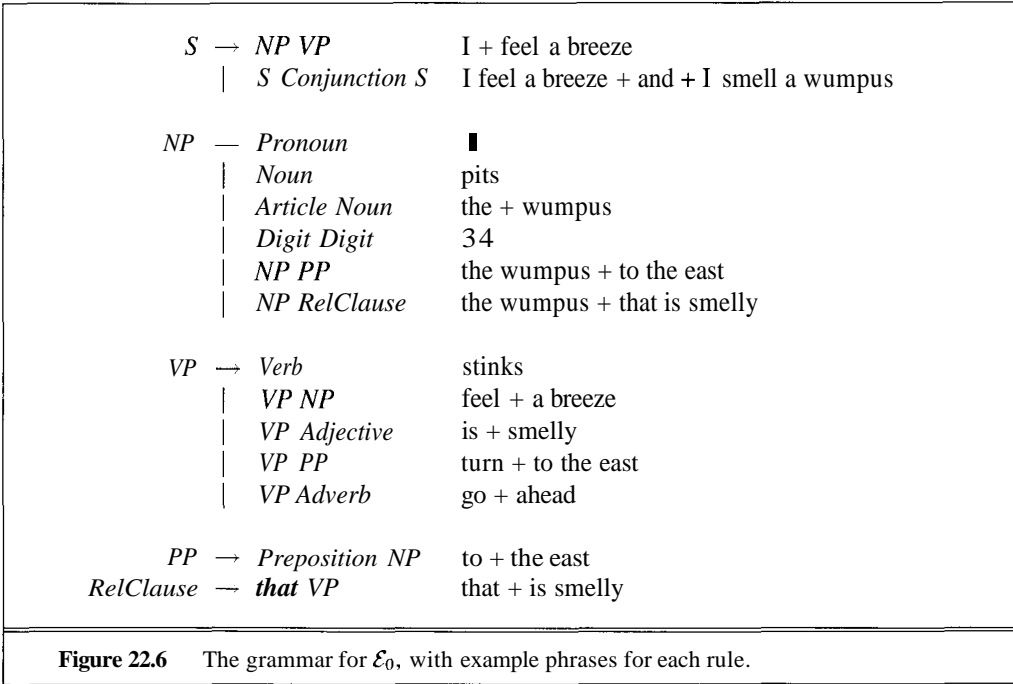 S → NP VP I + feel a breeze
| S Conjunction S I feel a breeze + and + I smell a wumpus
NP — Pronoun
| Noun pits
| Article Noun the + wumpus
| Digit Digit 3 4
| NP PP the wumpus + to the east
| NP RelClause the wumpus + that is smelly
VP → Verb stinks
| VP NP feel + a breeze
| VP Adjective is + smelly
| VP PP turn + to the east
| VP Adverb go + ahead
PP → Preposition NP to + the east
RelClause → that VP that + is smelly
Figure 22.6 The grammar for ℰ₀, with example phrases for each rule.